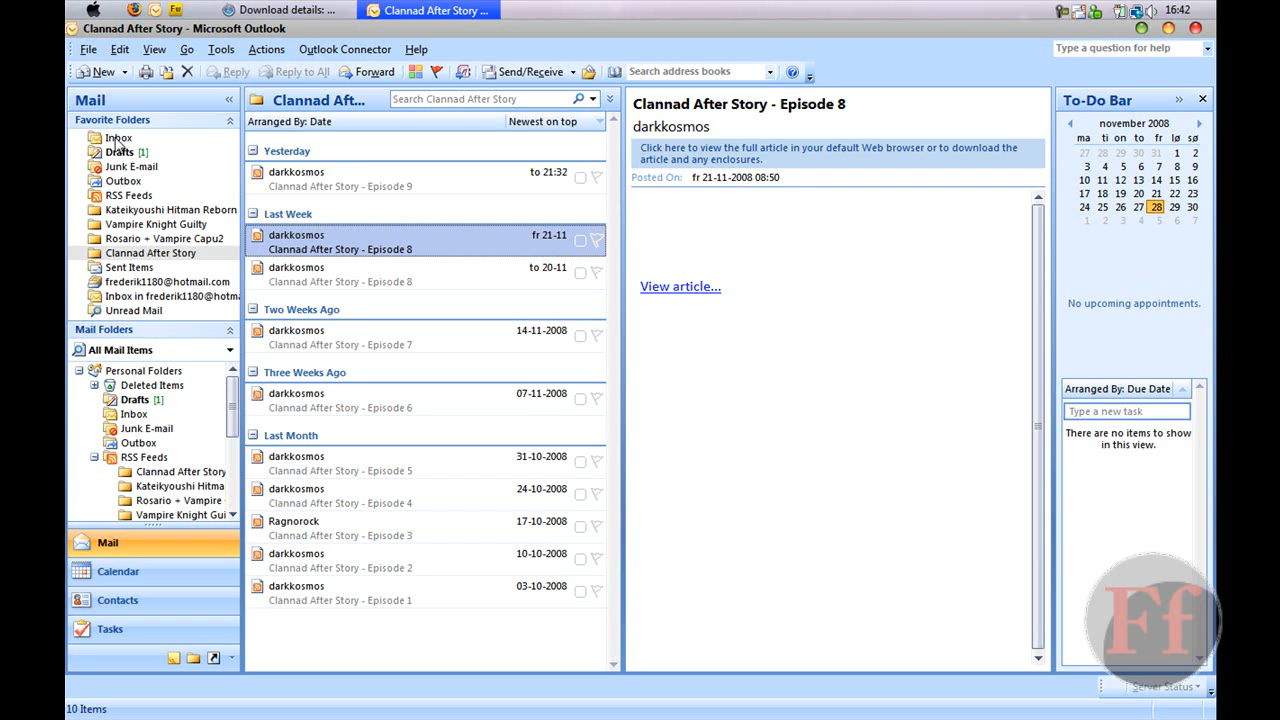 Download details: ...
Clannad After Story ...
16:42
Clannad After Story - Microsoft Outlook
File Edit View Go Tools Actions Outlook Connector Help
Type a question for help
New Reply Reply to All Forward Send/Receive Search address books
Mail
Favorite Folders
Inbox
Drafts [1]
Junk E-mail
Outbox
RSS Feeds
Kateikyoushi Hitman Reborn
Vampire Knight Guilty
Rosario + Vampire Capu2
Clannad After Story
Sent Items
frederik1180@hotmail.com
Inbox in frederik1180@hotma
Unread Mail
Mail Folders
All Mail Items
Personal Folders
Deleted Items
Drafts [1]
Inbox
Junk E-mail
Outbox
RSS Feeds
Clannad After Story
Kateikyoushi Hitma
Rosario + Vampire
Vampire Knight Gui
Mail
Calendar
Contacts
Tasks
Clannad Aft...
Search Clannad After Story
Arranged By: Date Newest on top
Yesterday
darkkosmos to 21:32
Clannad After Story - Episode 9
Last Week
darkkosmos fr 21-11
Clannad After Story - Episode 8
darkkosmos to 20-11
Clannad After Story - Episode 8
Two Weeks Ago
darkkosmos 14-11-2008
Clannad After Story - Episode 7
Three Weeks Ago
darkkosmos 07-11-2008
Clannad After Story - Episode 6
Last Month
darkkosmos 31-10-2008
Clannad After Story - Episode 5
darkkosmos 24-10-2008
Clannad After Story - Episode 4
Ragnorock 17-10-2008
Clannad After Story - Episode 3
darkkosmos 10-10-2008
Clannad After Story - Episode 2
darkkosmos 03-10-2008
Clannad After Story - Episode 1
Clannad After Story - Episode 8
darkkosmos
Click here to view the full article in your default Web browser or to download the
article and any enclosures.
Posted On: fr 21-11-2008 08:50
View article...
To-Do Bar
november 2008
ma ti on to fr lø sø
27 28 29 30 31 1 2
3 4 5 6 7 8 9
10 11 12 13 14 15 16
17 18 19 20 21 22 23
24 25 26 27 28 29 30
1 2 3 4 5 6 7
No upcoming appointments.
Arranged By: Due Date
Type a new task
There are no items to show
in this view.
Ff
Server Status
10 Items